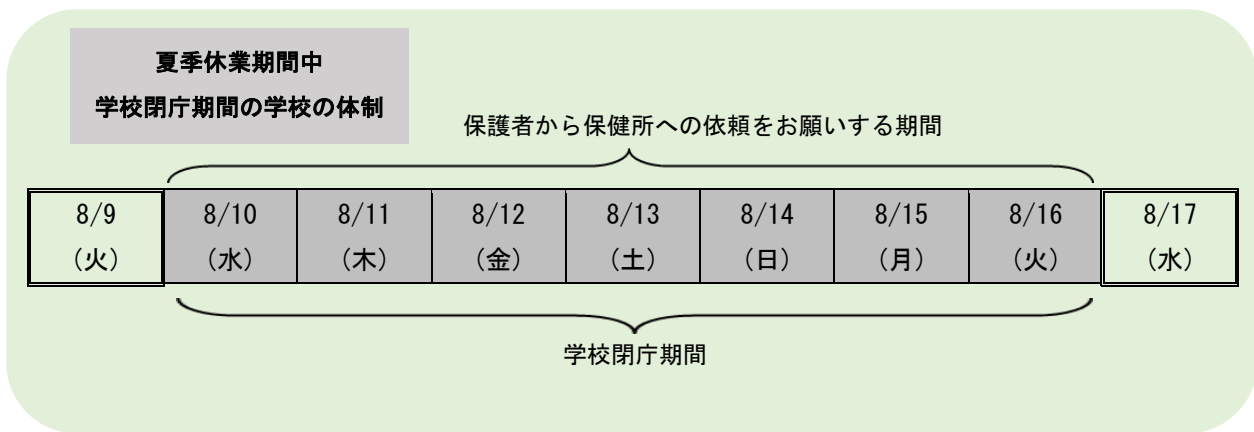 夏季休業期間中
学校閉庁期間の学校の体制
保護者から保健所への依頼をお願いする期間
8/9 8/10 8/11 8/12 8/13 8/14 8/15 8/16 8/17
（火） （水） （木） （金） （土） （日） （月） （火） （水）
学校閉庁期間